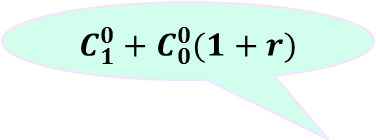 $C_1^0 + C_0^0(1 + r)$